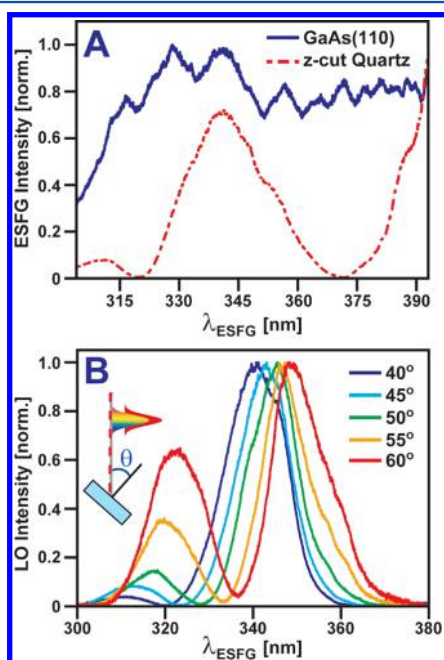 A
GaAs(110)
z-cut Quartz
ESFG Intensity [norm.]
1.0
0.8
0.6
0.4
0.2
0
315 330 345 360 375 390
λESFG [nm]
B
θ
40°
45°
50°
55°
60°
LO Intensity [norm.]
1.0
0.8
0.6
0.4
0.2
0
300 320 340 360 380
λESFG [nm]